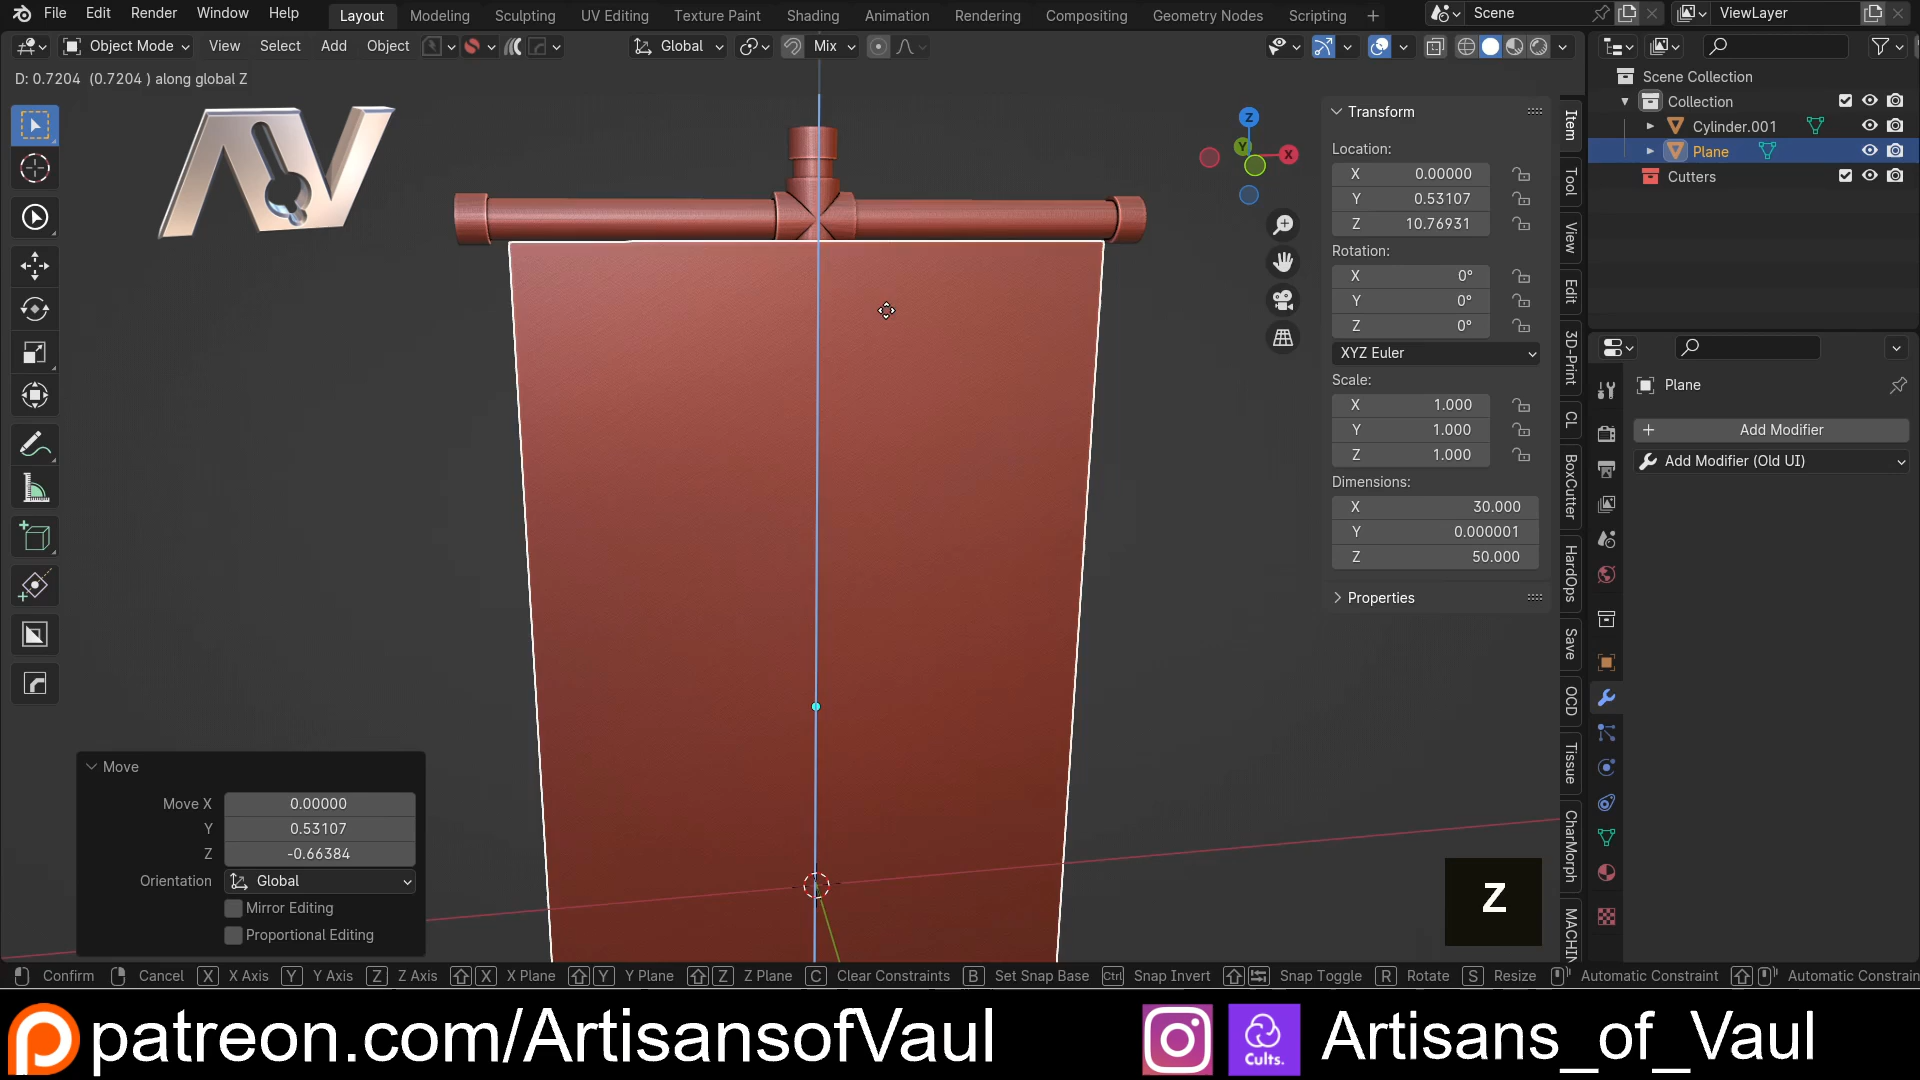 File Edit Render Window Help Layout Modeling Sculpting UV Editing Texture Paint Shading Animation Rendering Compositing Geometry Nodes Scripting + Scene ViewLayer
Object Mode View Select Add Object Global Mix
D: 0.7204 (0.7204 ) along global Z
Scene Collection
Collection
Cylinder.001
Plane
Cutters
Z
Y
X
Transform
Location:
X 0.00000
Y 0.53107
Z 10.76931
Rotation:
X 0°
Y 0°
Z 0°
XYZ Euler
Scale:
X 1.000
Y 1.000
Z 1.000
Dimensions:
X 30.000
Y 0.000001
Z 50.000
Properties
Item
Tool
View
Edit
3D-Print
CL
BoxCutter
HardOps
Save
OCD
Tissue
CharMorph
MACHIN
Plane
Add Modifier
Add Modifier (Old UI)
Move
Move X 0.00000
Y 0.53107
Z -0.66384
Orientation Global
Mirror Editing
Proportional Editing
Z
Confirm Cancel X X Axis Y Y Axis Z Z Axis X X Plane Y Y Plane Z Z Plane C Clear Constraints B Set Snap Base Ctrl Snap Invert Snap Toggle R Rotate S Resize Automatic Constraint Automatic Constrain
patreon.com/ArtisansofVaul Cults. Artisans_of_Vaul